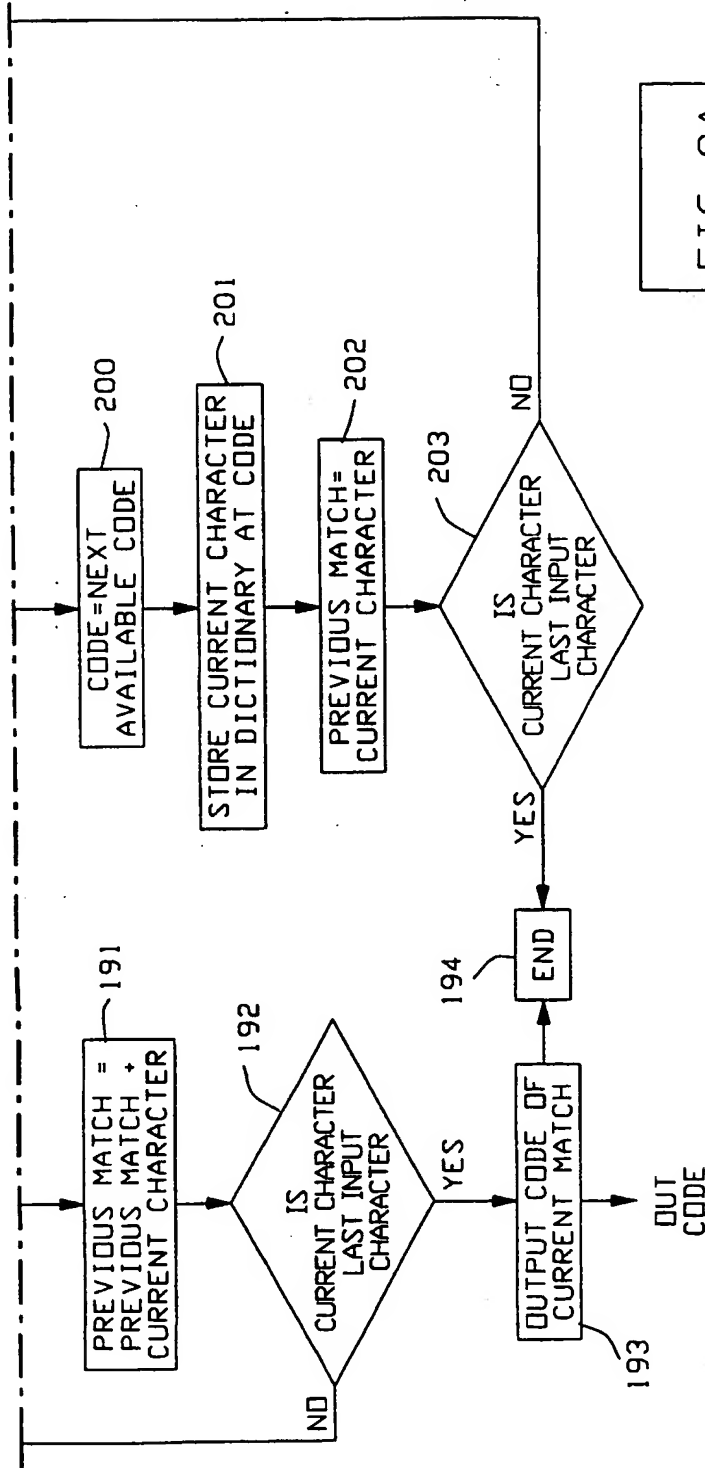 191
PREVIOUS MATCH =
PREVIOUS MATCH +
CURRENT CHARACTER
192
IS
CURRENT CHARACTER
LAST INPUT
CHARACTER
NO
YES
193
OUTPUT CODE OF
CURRENT MATCH
OUT
CODE
194
END
200
CODE=NEXT
AVAILABLE CODE
201
STORE CURRENT CHARACTER
IN DICTIONARY AT CODE
202
PREVIOUS MATCH=
CURRENT CHARACTER
203
IS
CURRENT CHARACTER
LAST INPUT
CHARACTER
YES
NO